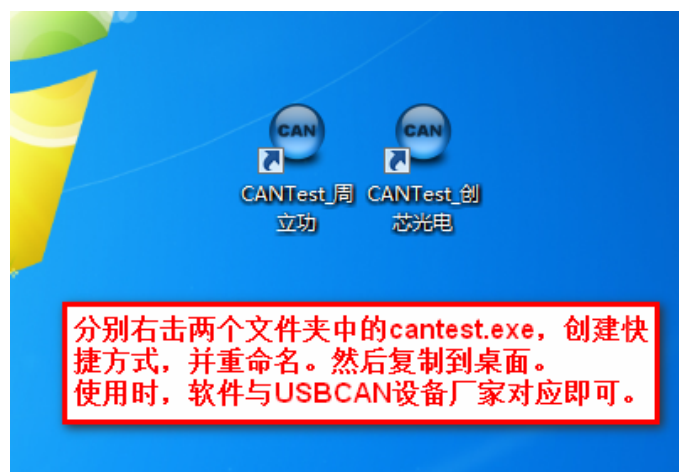 CAN CAN
CANTest_周 CANTest_创
立功 芯光电
分别右击两个文件夹中的cantest.exe，创建快
捷方式，并重命名。然后复制到桌面。
使用时，软件与USBCAN设备厂家对应即可。